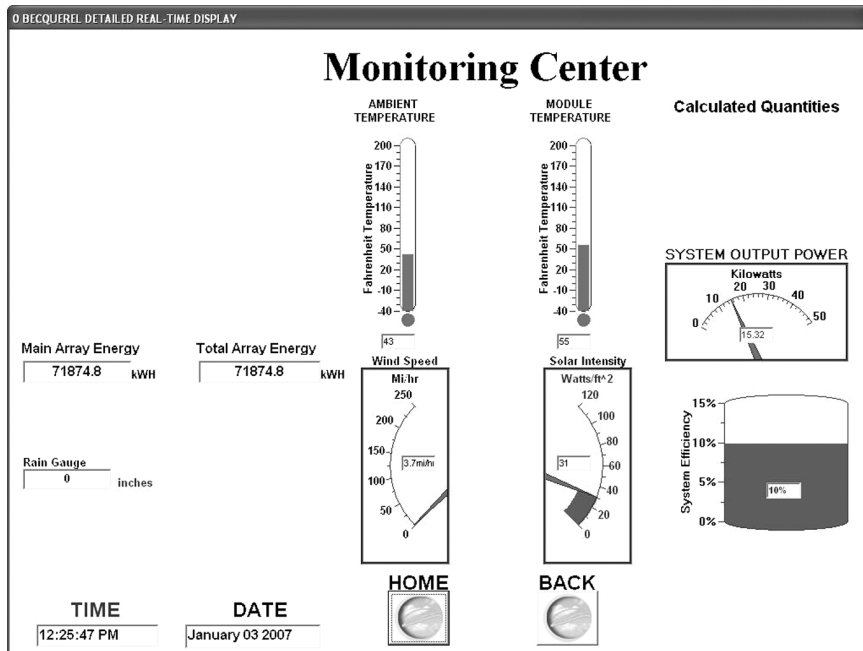 0 BECQUEREL DETAILED REAL-TIME DISPLAY
Monitoring Center
AMBIENT
TEMPERATURE
Fahrenheit Temperature
200
170
140
110
80
50
20
-10
-40
43
MODULE
TEMPERATURE
Fahrenheit Temperature
200
170
140
110
80
50
20
-10
-40
55
Calculated Quantities
SYSTEM OUTPUT POWER
Kilowatts
0
10
20
30
40
50
15.32
Main Array Energy
71874.8 kWH
Total Array Energy
71874.8 kWH
Wind Speed
Mi/hr
250
200
150
100
50
0
3.7mi/hr
Solar Intensity
Watts/ft^2
120
100
80
60
40
20
0
31
System Efficiency
15%
10%
5%
0%
10%
Rain Gauge
0 inches
HOME
BACK
TIME
12:25:47 PM
DATE
January 03 2007